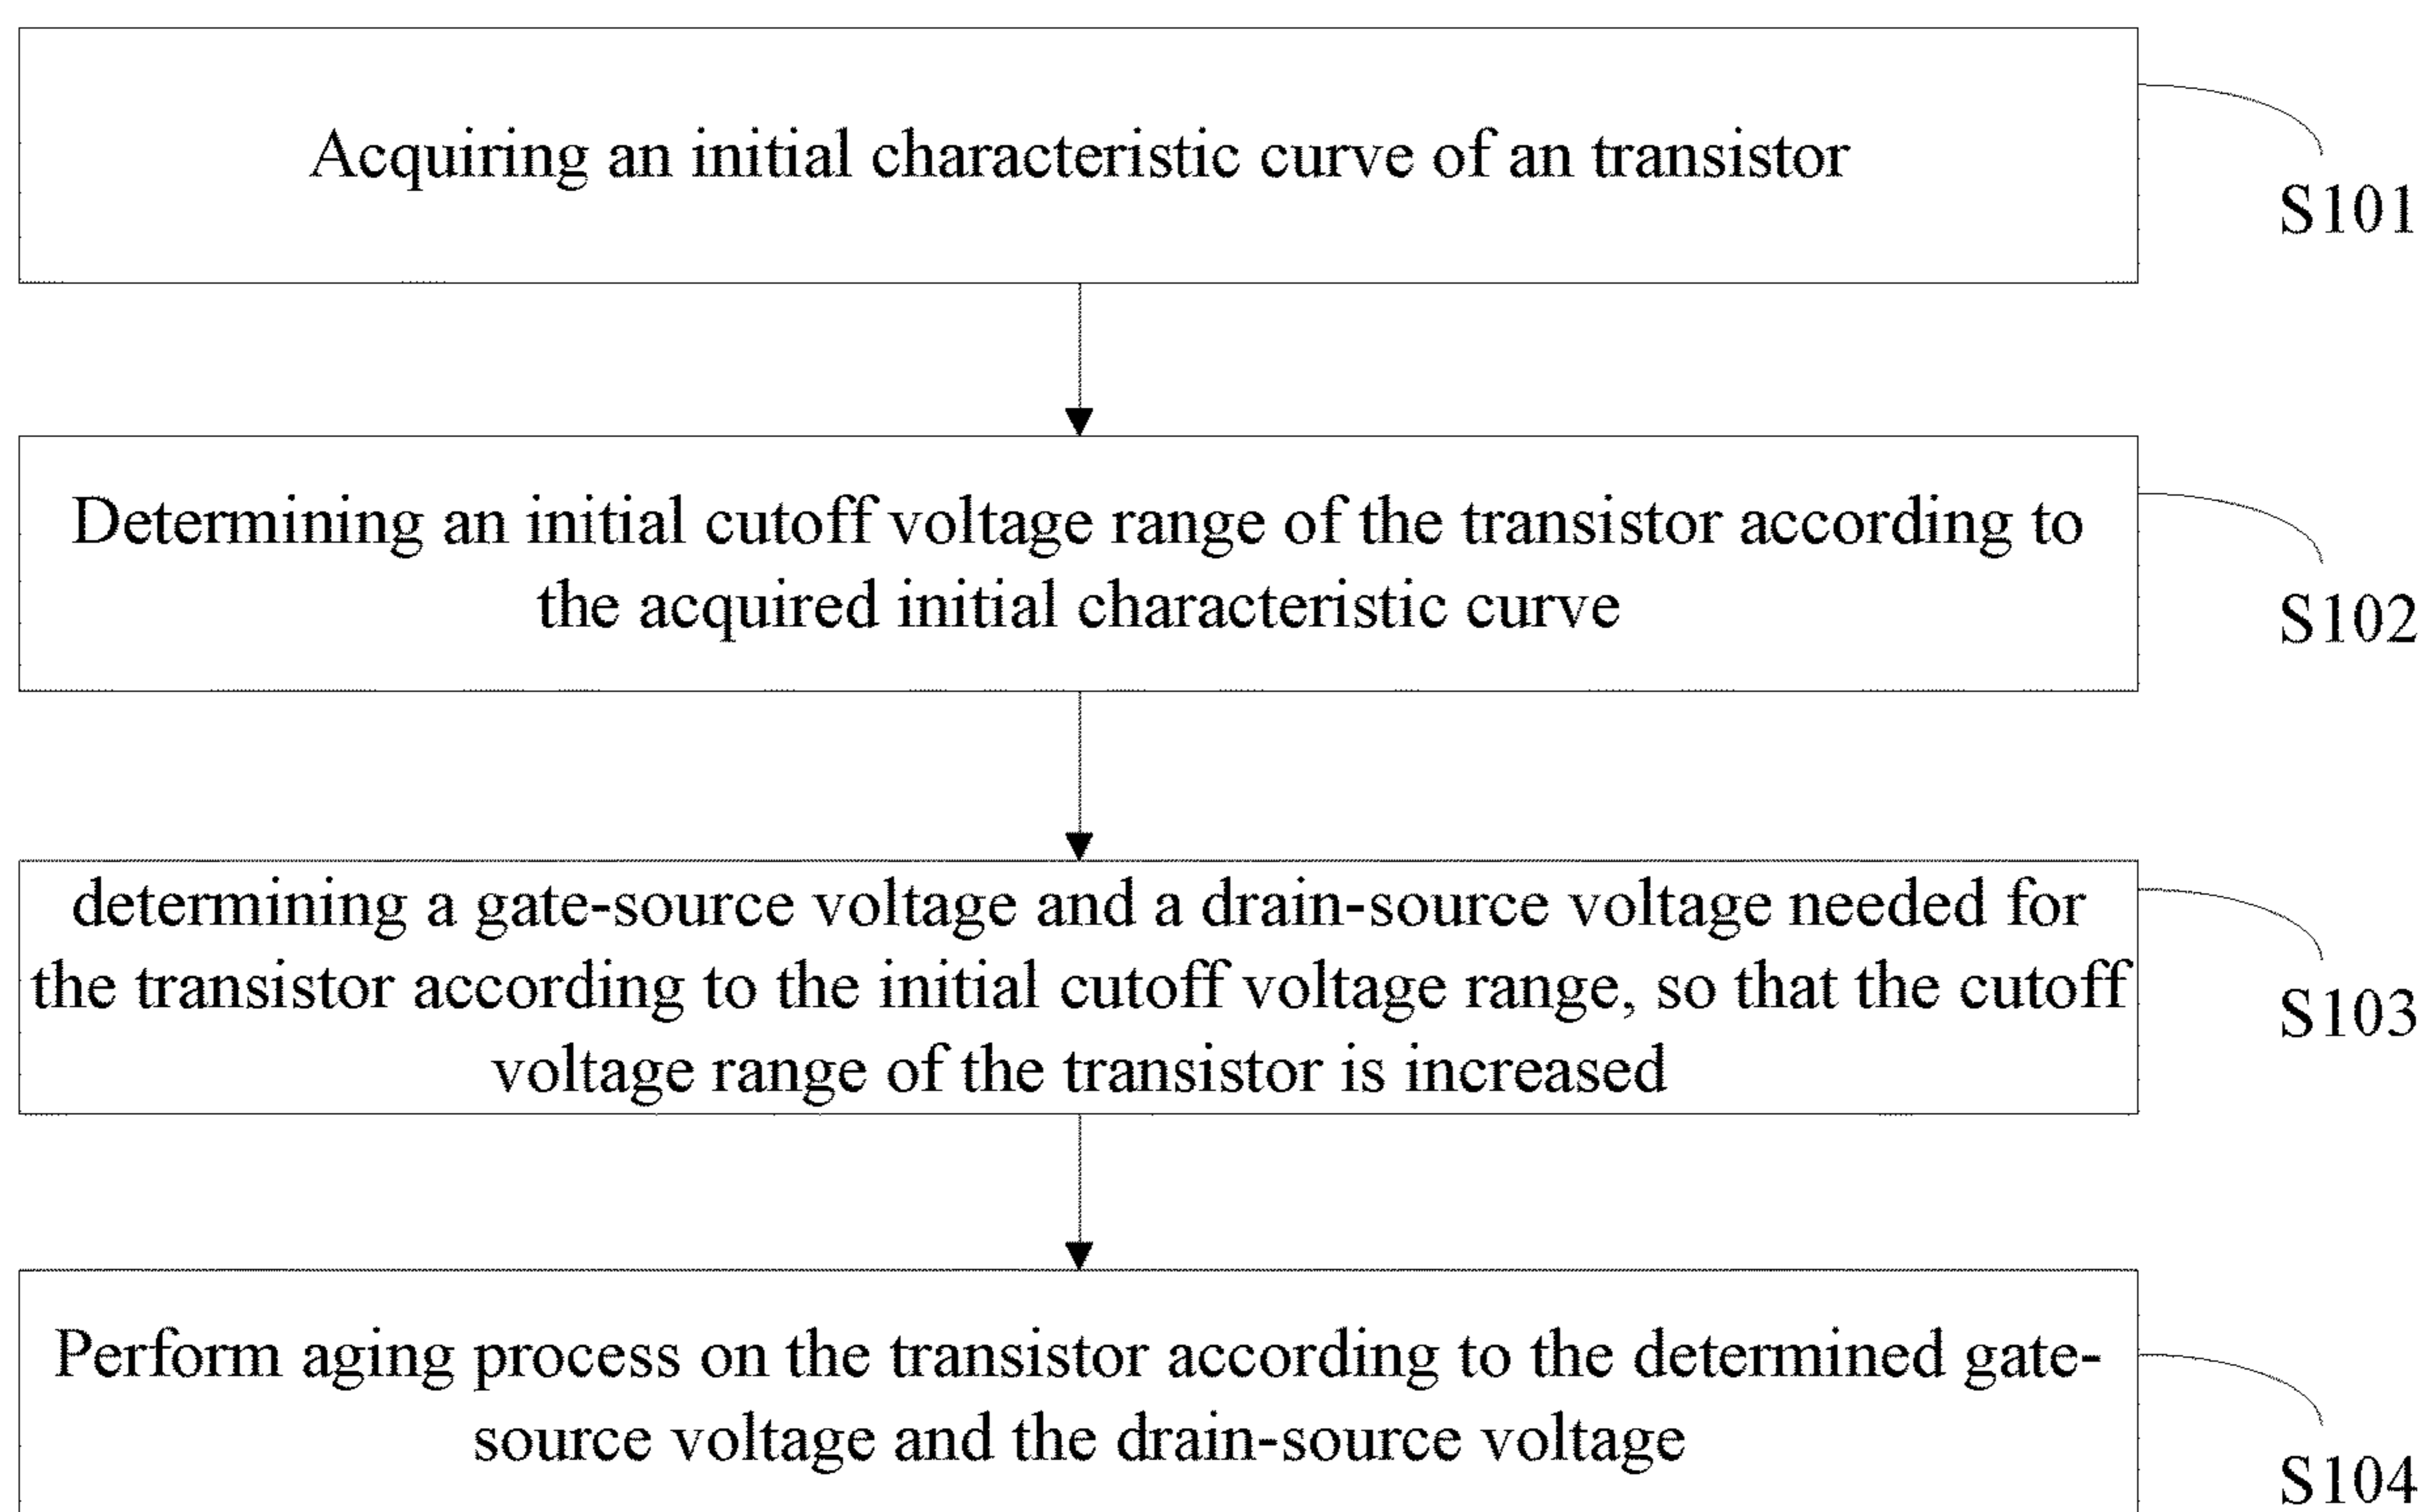 Acquiring an initial characteristic curve of an transistor
S101
Determining an initial cutoff voltage range of the transistor according to
the acquired initial characteristic curve
S102
determining a gate-source voltage and a drain-source voltage needed for
the transistor according to the initial cutoff voltage range, so that the cutoff
voltage range of the transistor is increased
S103
Perform aging process on the transistor according to the determined gate-
source voltage and the drain-source voltage
S104